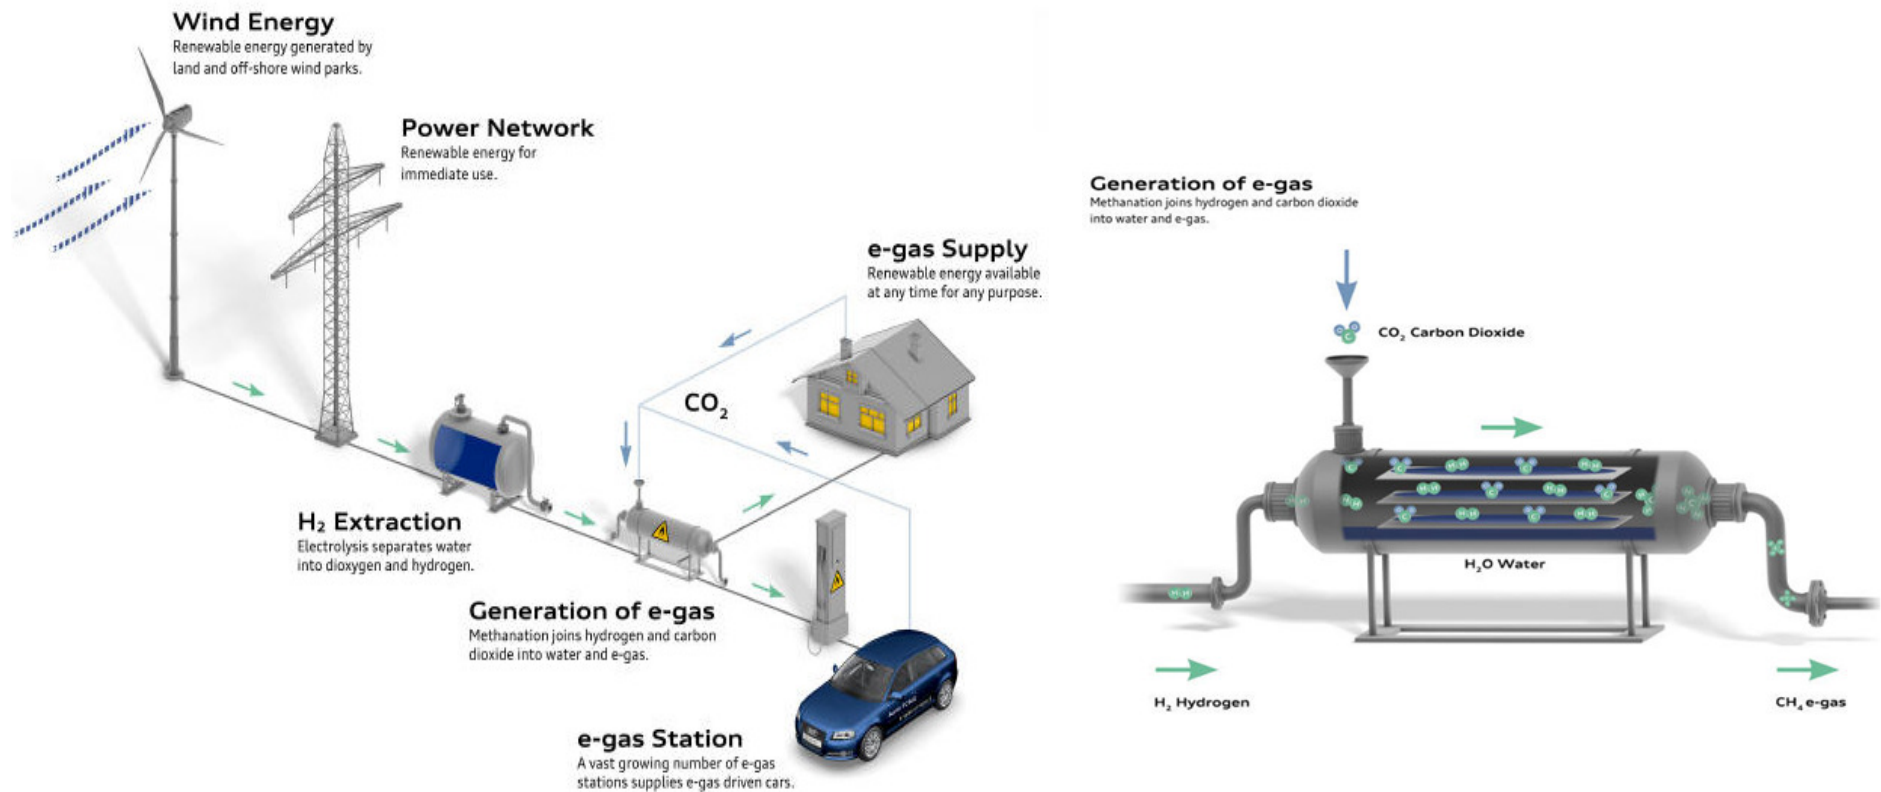 Wind Energy
Renewable energy generated by
land and off-shore wind parks.
Power Network
Renewable energy for
immediate use.
e-gas Supply
Renewable energy available
at any time for any purpose.
CO₂
H₂ Extraction
Electrolysis separates water
into dioxygen and hydrogen.
Generation of e-gas
Methanation joins hydrogen and carbon
dioxide into water and e-gas.
e-gas Station
A vast growing number of e-gas
stations supplies e-gas driven cars.
Generation of e-gas
Methanation joins hydrogen and carbon dioxide
into water and e-gas.
CO₂ Carbon Dioxide
H₂O Water
H₂ Hydrogen
CH₄ e-gas